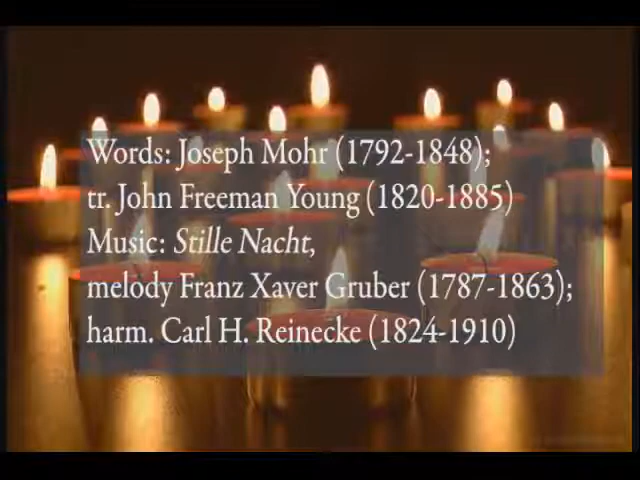 Words: Joseph Mohr (1792-1848);
tr. John Freeman Young (1820-1885)
Music: Stille Nacht,
melody Franz Xaver Gruber (1787-1863);
harm. Carl H. Reinecke (1824-1910)